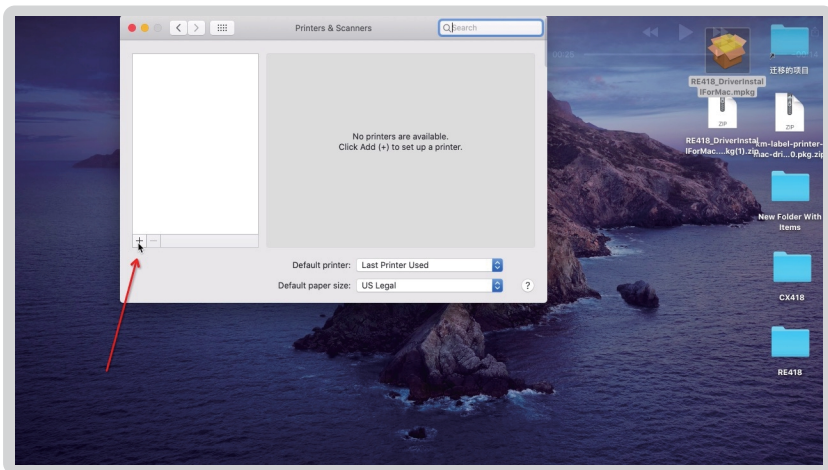 Printers & Scanners
Search
No printers are available.
Click Add (+) to set up a printer.
Default printer:
Last Printer Used
Default paper size:
US Legal
?
00:20
迁移的项目
RE418_DriverInstal
lForMac.mpkg
ZIP
ZIP
RE418_DriverInstal
lForMac....kg(1).zip
xm-label-printer-
mac-dri...0.pkg.zip
New Folder With
Items
CX418
RE418